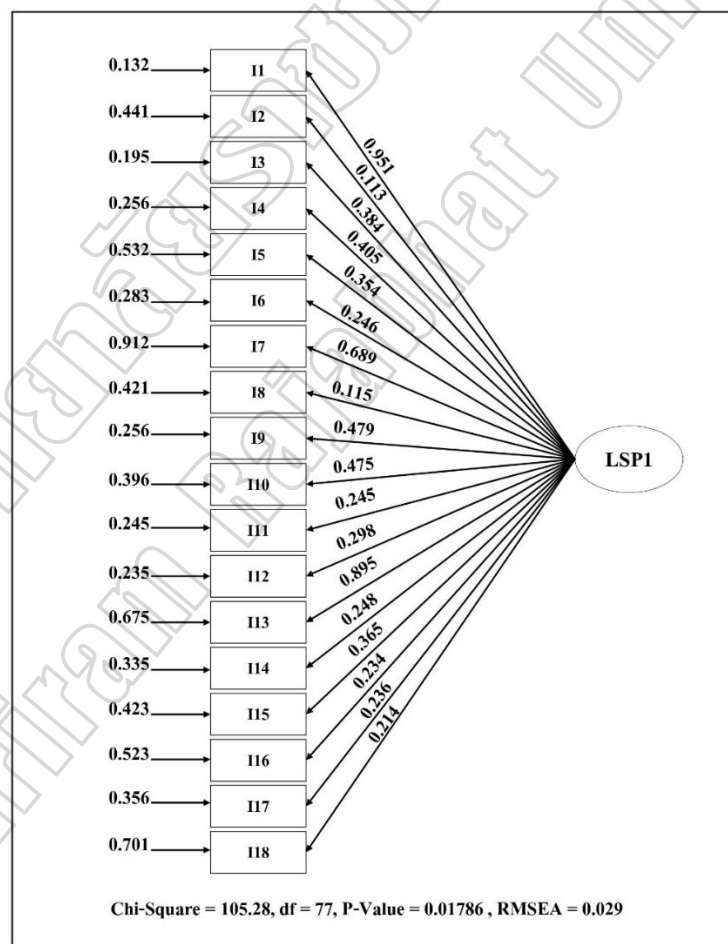 0.132 I1 0.951
0.441 I2 0.113
0.195 I3 0.384
0.256 I4 0.405
0.532 I5 0.354
0.283 I6 0.246
0.912 I7 0.689
0.421 I8 0.115
0.256 I9 0.479
LSP1
0.396 I10 0.475
0.245 I11 0.245
0.235 I12 0.298
0.675 I13 0.895
0.335 I14 0.248
0.423 I15 0.365
0.523 I16 0.234
0.356 I17 0.236
0.701 I18 0.214
Chi-Square = 105.28, df = 77, P-Value = 0.01786 , RMSEA = 0.029
Rajabhat Uni